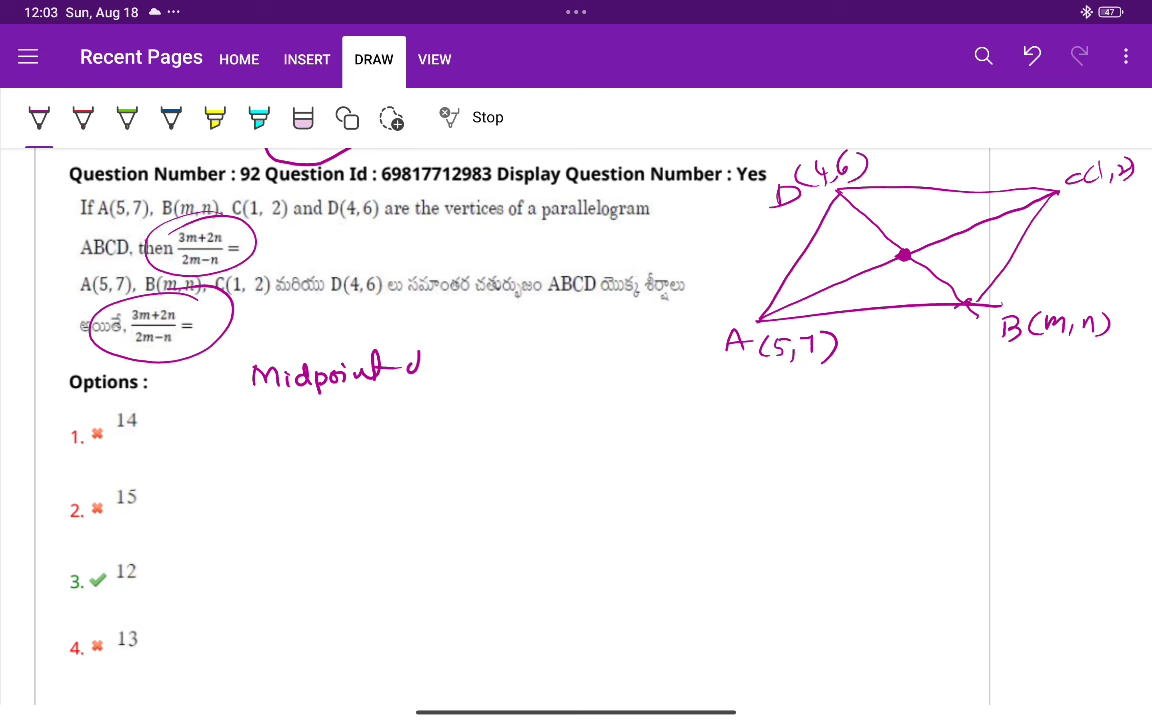 12:03 Sun, Aug 18
47
Recent Pages HOME INSERT DRAW VIEW
Stop
Question Number : 92 Question Id : 69817712983 Display Question Number : Yes
If A(5,7), B(m,n), C(1, 2) and D(4,6) are the vertices of a parallelogram
ABCD, then (3m+2n)/(2m−n) =
A(5,7), B(m,n), C(1, 2) మరియు D(4,6) లు సమాంతర చతుర్భుజం ABCD యొక్క శీర్షాలు
అయితే, (3m+2n)/(2m−n) =
Midpoint
Options :
1. 14
2. 15
3. 12
4. 13
D (4,6)
C(1,2)
A (5,7)
B (m,n)